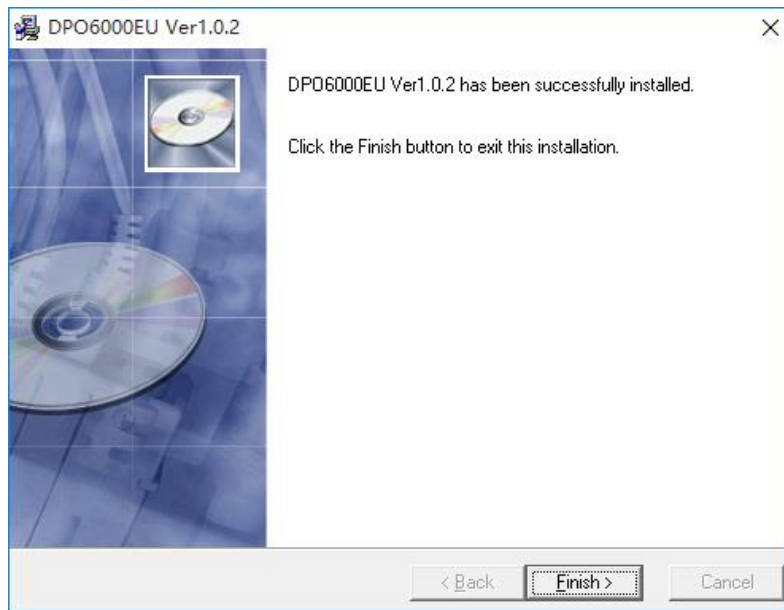 DPO6000EU Ver1.0.2
DPO6000EU Ver1.0.2 has been successfully installed.
Click the Finish button to exit this installation.
< Back
Finish >
Cancel